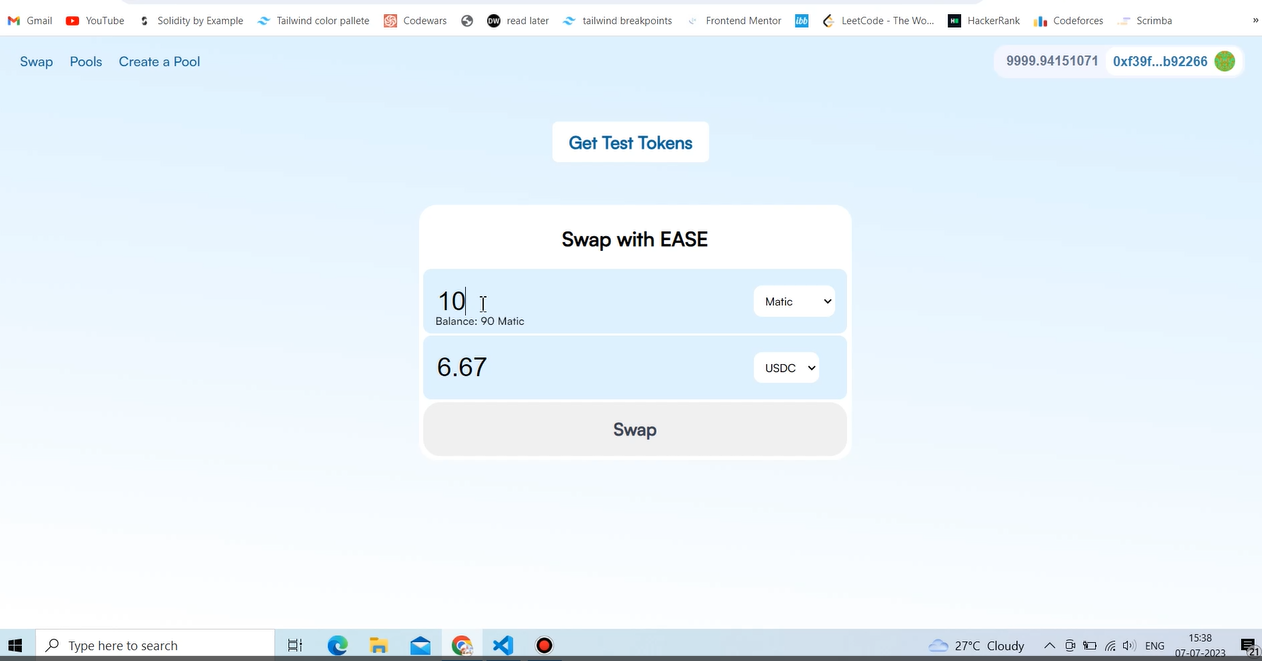 Gmail YouTube Solidity by Example Tailwind color pallete Codewars read later tailwind breakpoints Frontend Mentor ibb LeetCode - The Wo... HackerRank Codeforces Scrimba »
Swap Pools Create a Pool 9999.94151071 0xf39f...b92266
Get Test Tokens
Swap with EASE
10 Matic
Balance: 90 Matic
6.67 USDC
Swap
Type here to search 27°C Cloudy ENG 15:38
07-07-2023 21